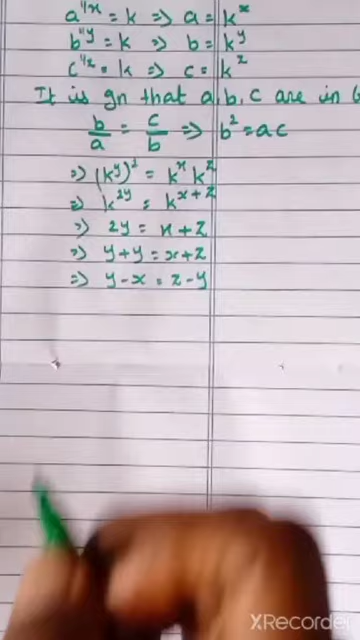 a^{1/x} = k => a = k^x
b^{1/y} = k => b = k^y
c^{1/z} = k => c = k^z
It is gn that a, b, c are in G
b/a = c/b => b² = ac
=> (k^y)² = k^x k^z
=> k^{2y} = k^{x+z}
=> 2y = x + z
=> y + y = x + z
=> y - x = z - y
XRecorder